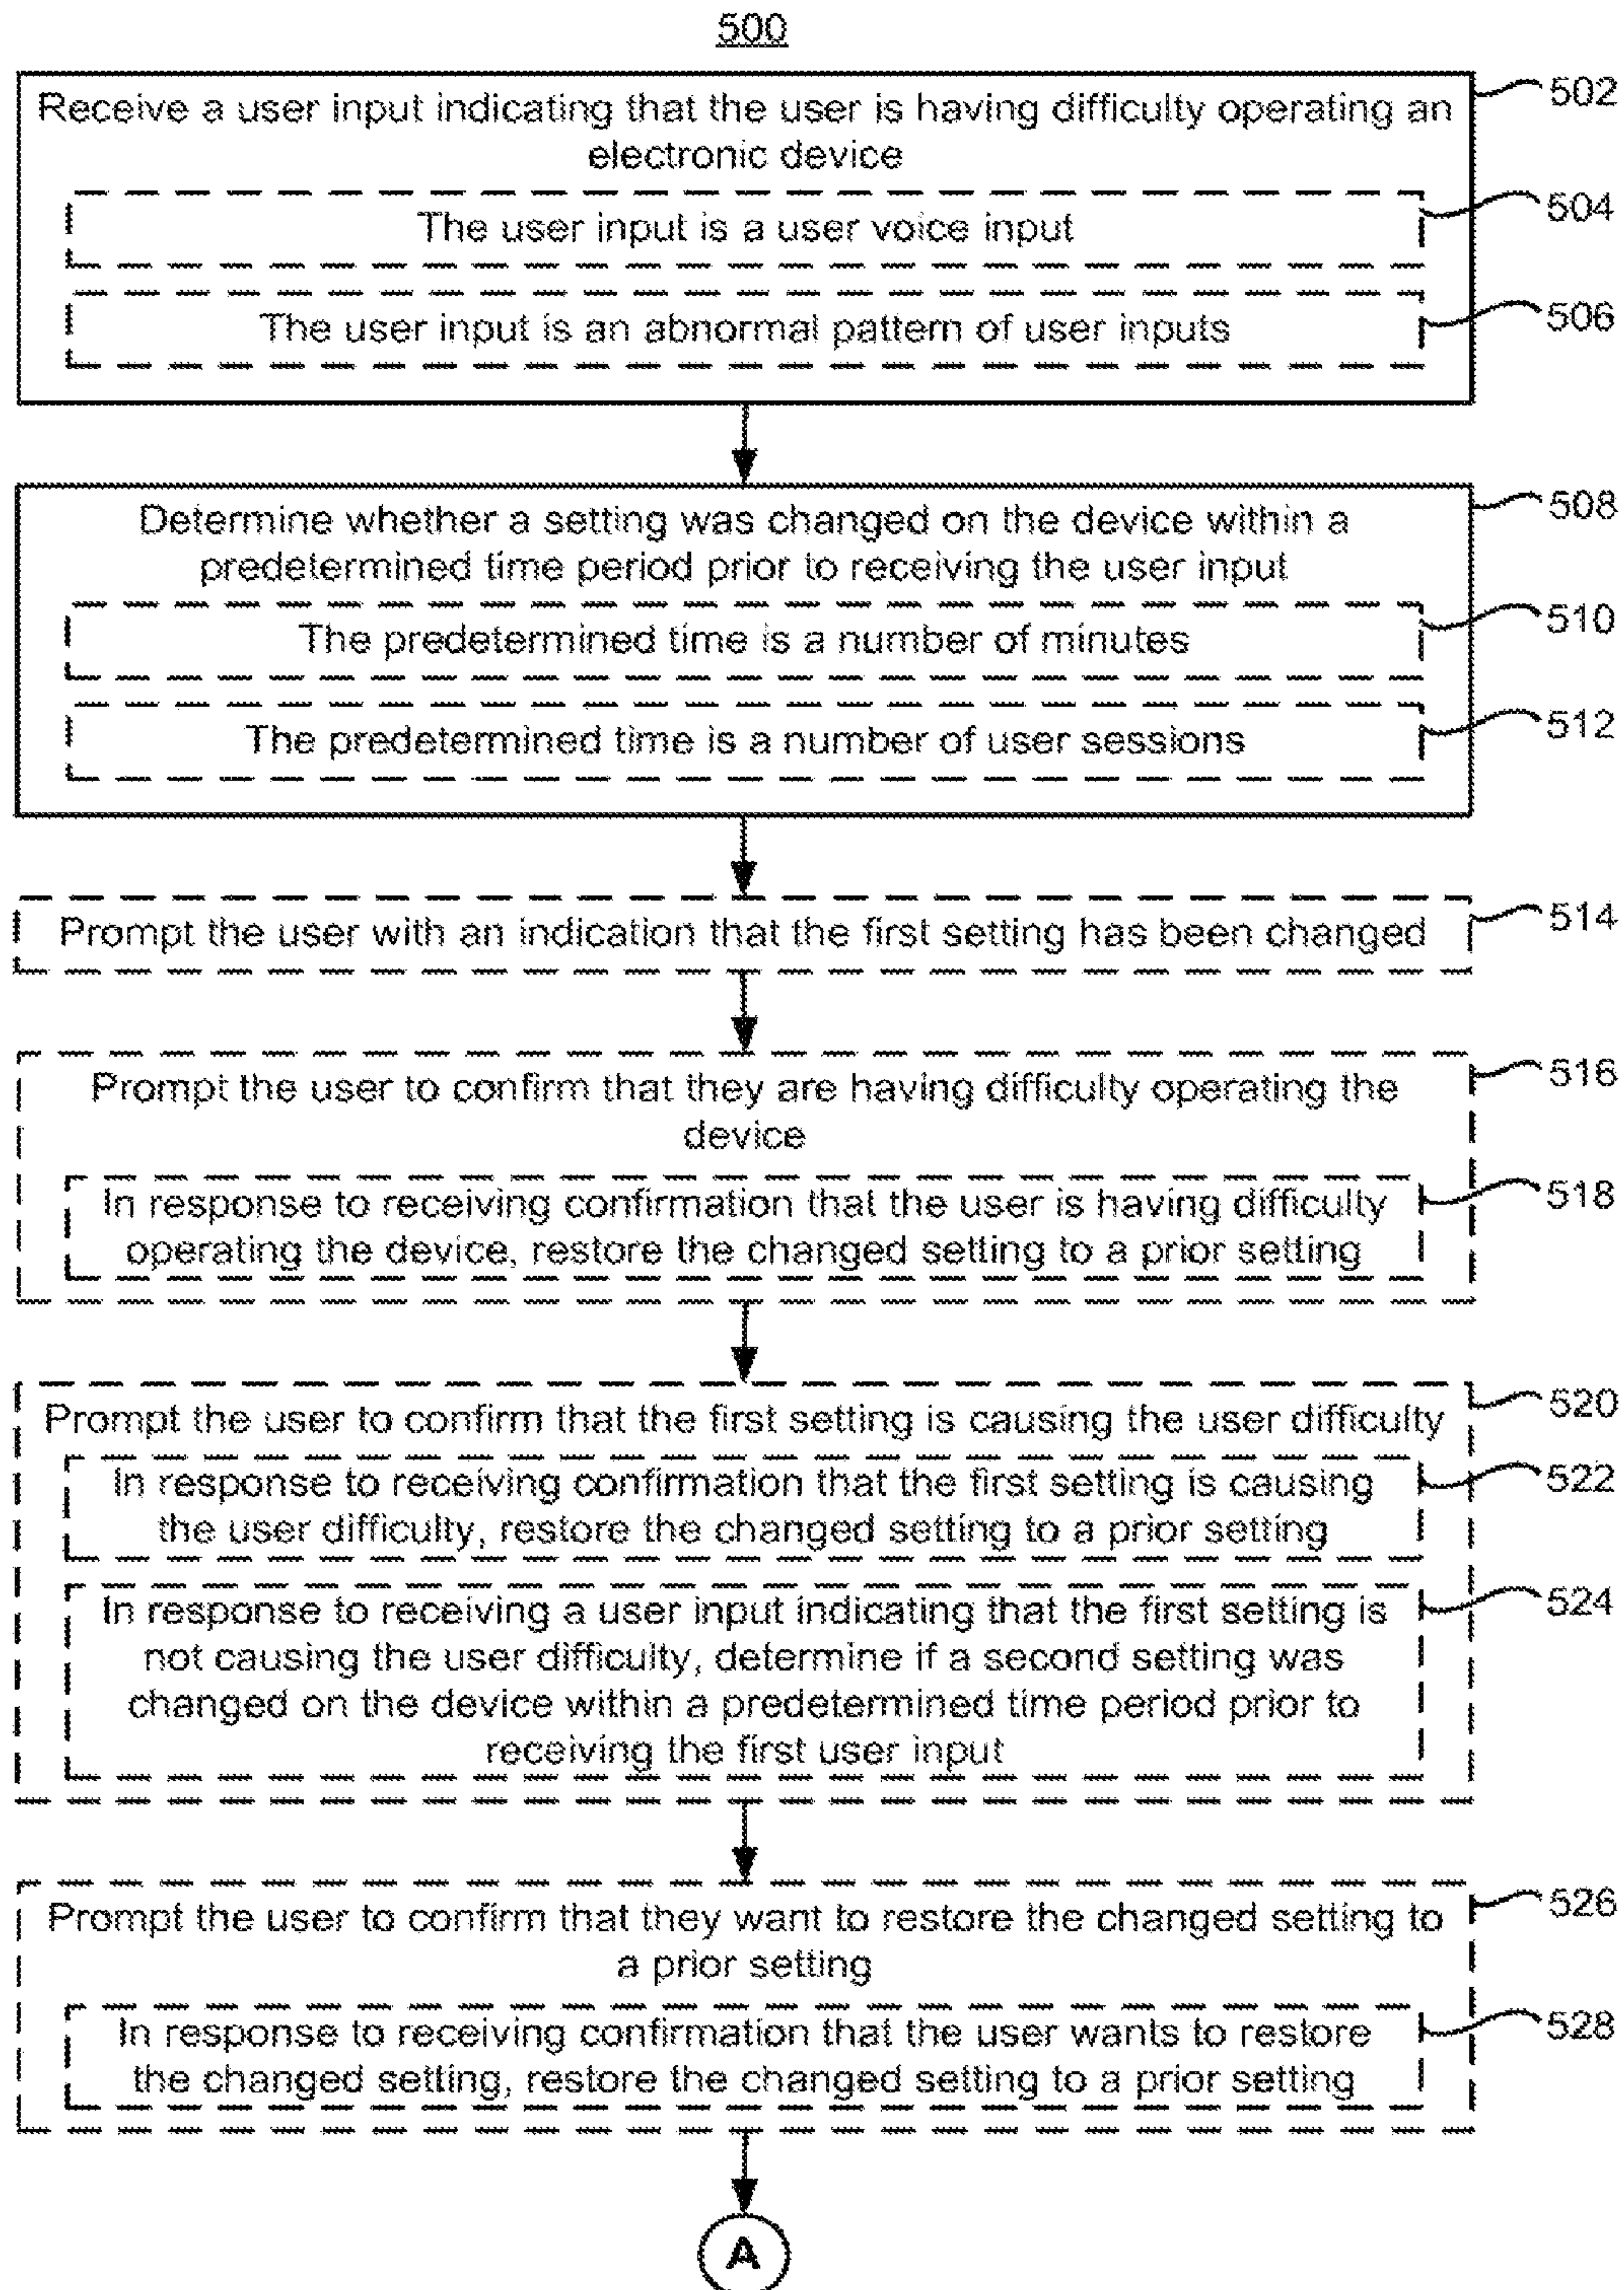 500
Receive a user input indicating that the user is having difficulty operating an
electronic device
502
The user input is a user voice input
504
The user input is an abnormal pattern of user inputs
506
Determine whether a setting was changed on the device within a
predetermined time period prior to receiving the user input
508
The predetermined time is a number of minutes
510
The predetermined time is a number of user sessions
512
Prompt the user with an indication that the first setting has been changed
514
Prompt the user to confirm that they are having difficulty operating the
device
516
In response to receiving confirmation that the user is having difficulty
operating the device, restore the changed setting to a prior setting
518
Prompt the user to confirm that the first setting is causing the user difficulty
520
In response to receiving confirmation that the first setting is causing
the user difficulty, restore the changed setting to a prior setting
522
In response to receiving a user input indicating that the first setting is
not causing the user difficulty, determine if a second setting was
changed on the device within a predetermined time period prior to
receiving the first user input
524
Prompt the user to confirm that they want to restore the changed setting to
a prior setting
526
In response to receiving confirmation that the user wants to restore
the changed setting, restore the changed setting to a prior setting
528
A